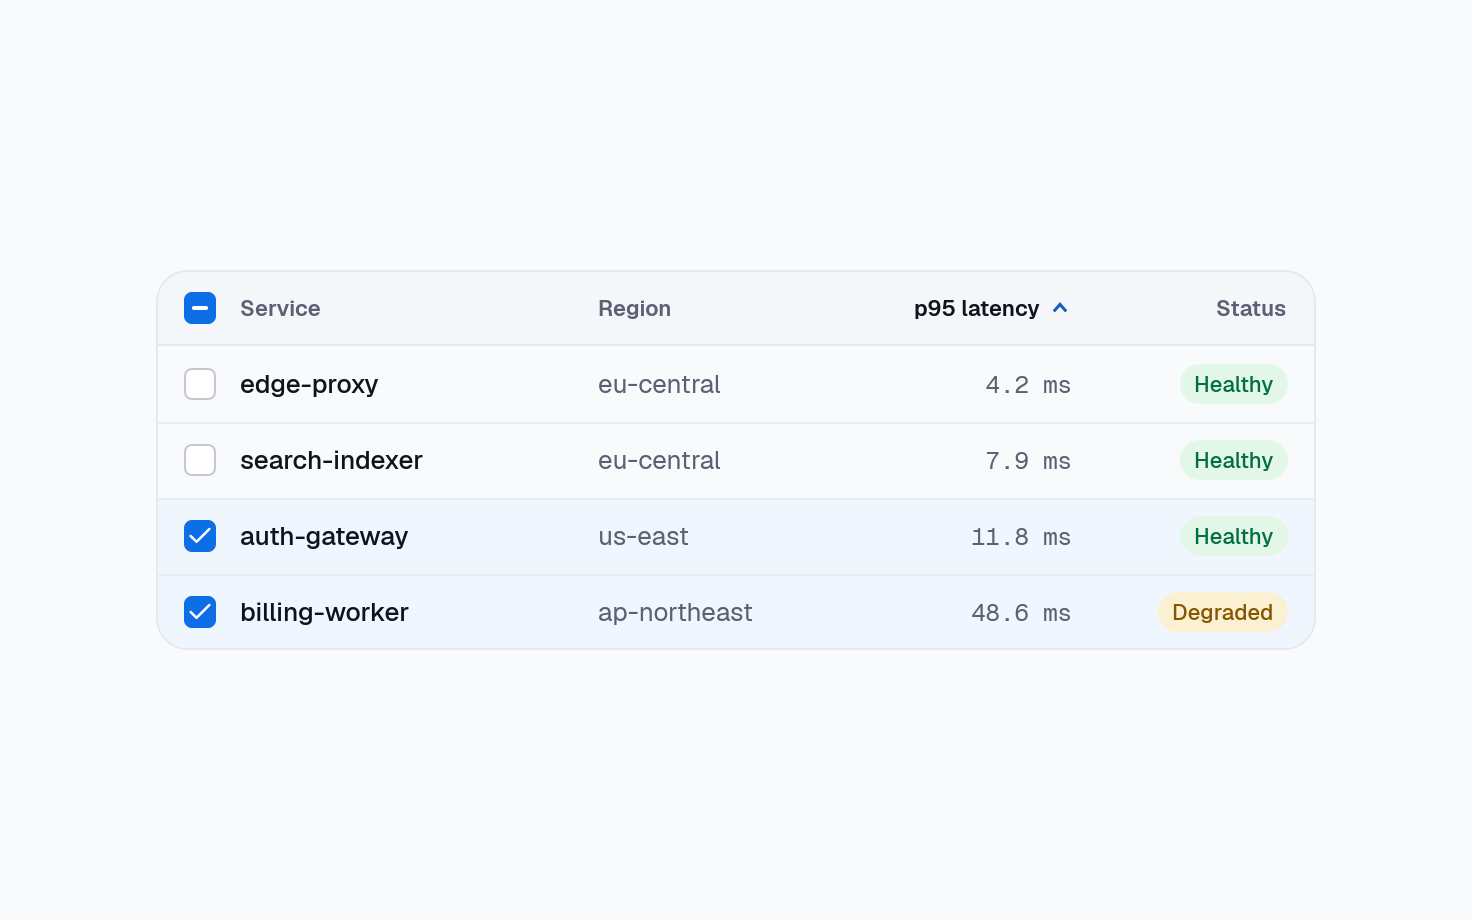 Service Region p95 latency Status
edge-proxy eu-central 4.2 ms Healthy
search-indexer eu-central 7.9 ms Healthy
auth-gateway us-east 11.8 ms Healthy
billing-worker ap-northeast 48.6 ms Degraded